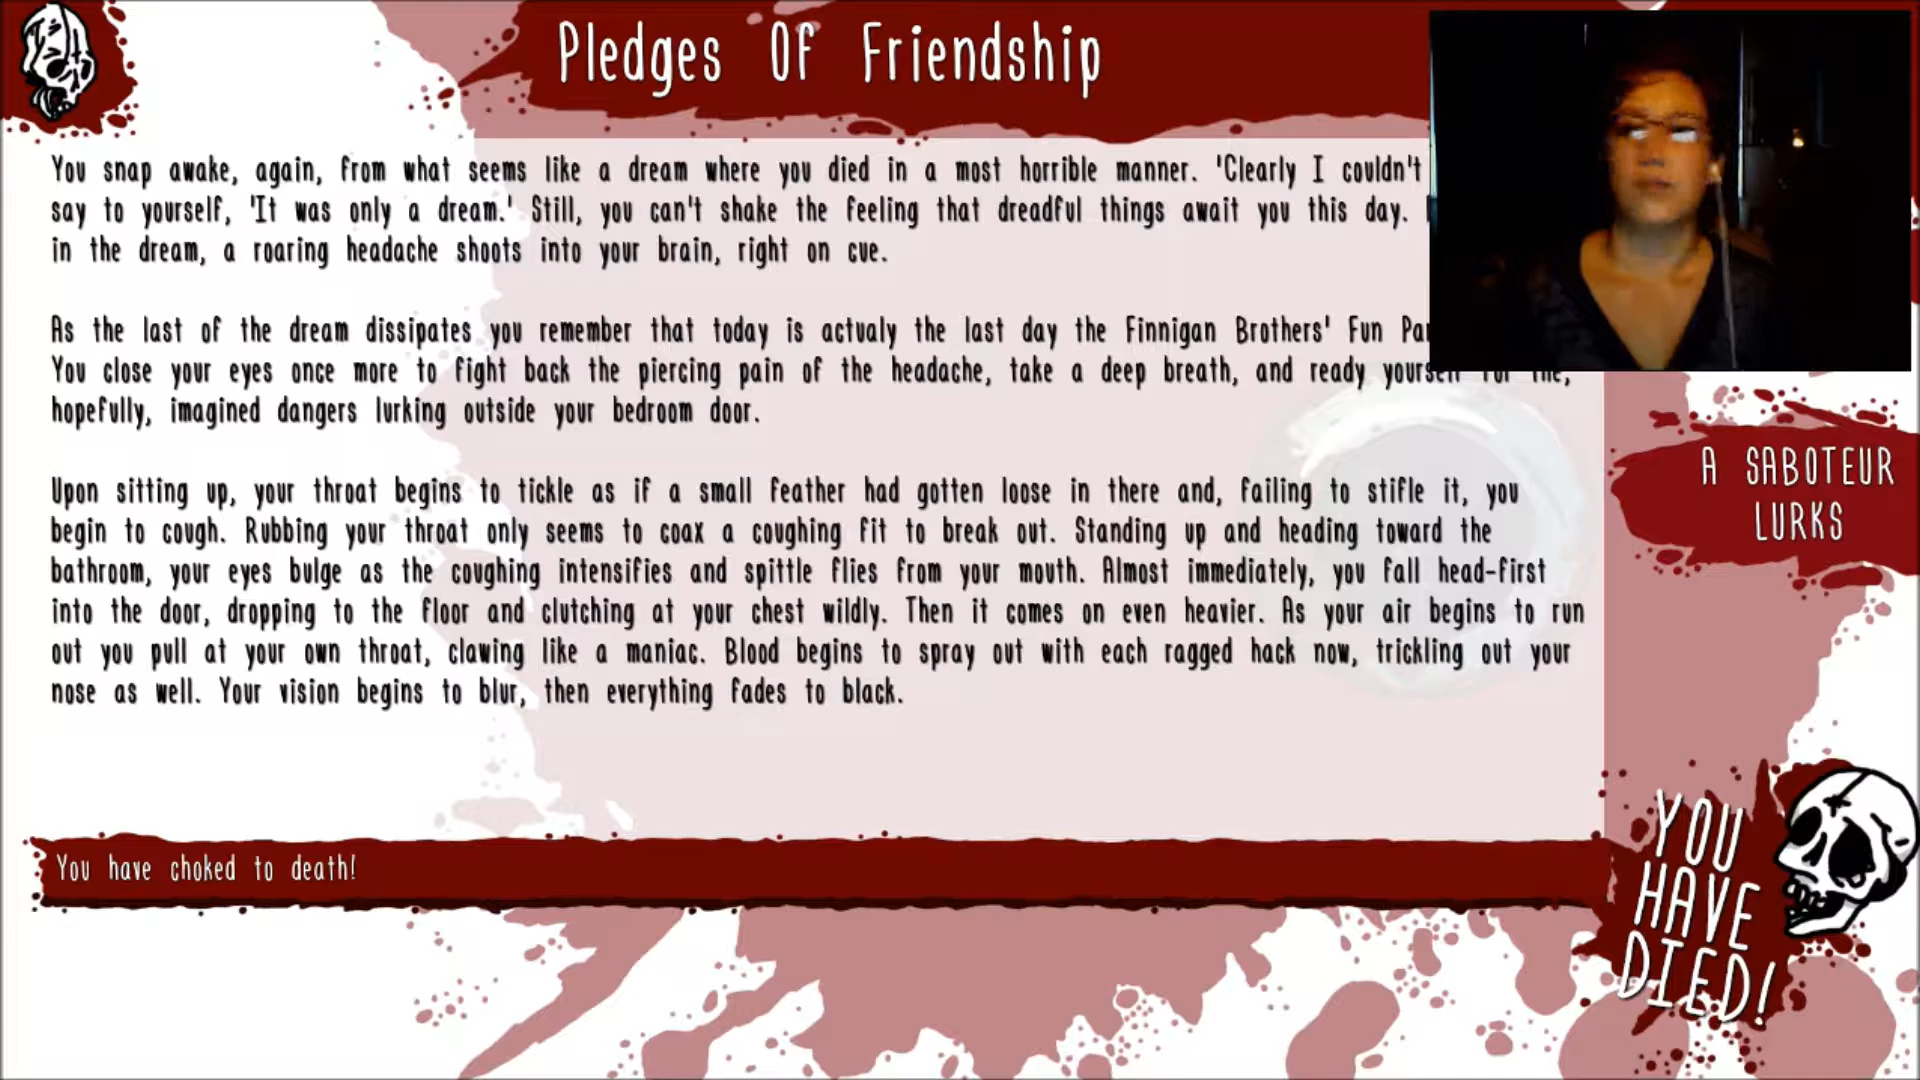 Pledges Of Friendship
You snap awake, again, from what seems like a dream where you died in a most horrible manner. 'Clearly I couldn't
say to yourself, 'It was only a dream.' Still, you can't shake the feeling that dreadful things await you this day.
in the dream, a roaring headache shoots into your brain, right on cue.
As the last of the dream dissipates you remember that today is actualy the last day the Finnigan Brothers' Fun
You close your eyes once more to fight back the piercing pain of the headache, take a deep breath, and ready yourself for the,
hopefully, imagined dangers lurking outside your bedroom door.
Upon sitting up, your throat begins to tickle as if a small feather had gotten loose in there and, failing to stifle it, you
begin to cough. Rubbing your throat only seems to coax a coughing fit to break out. Standing up and heading toward the
bathroom, your eyes bulge as the coughing intensifies and spittle flies from your mouth. Almost immediately, you fall head-first
into the door, dropping to the floor and clutching at your chest wildly. Then it comes on even heavier. As your air begins to run
out you pull at your own throat, clawing like a maniac. Blood begins to spray out with each ragged hack now, trickling out your
nose as well. Your vision begins to blur, then everything fades to black.
A SABOTEUR
LURKS
You have choked to death!
YOU
HAVE
DIED!